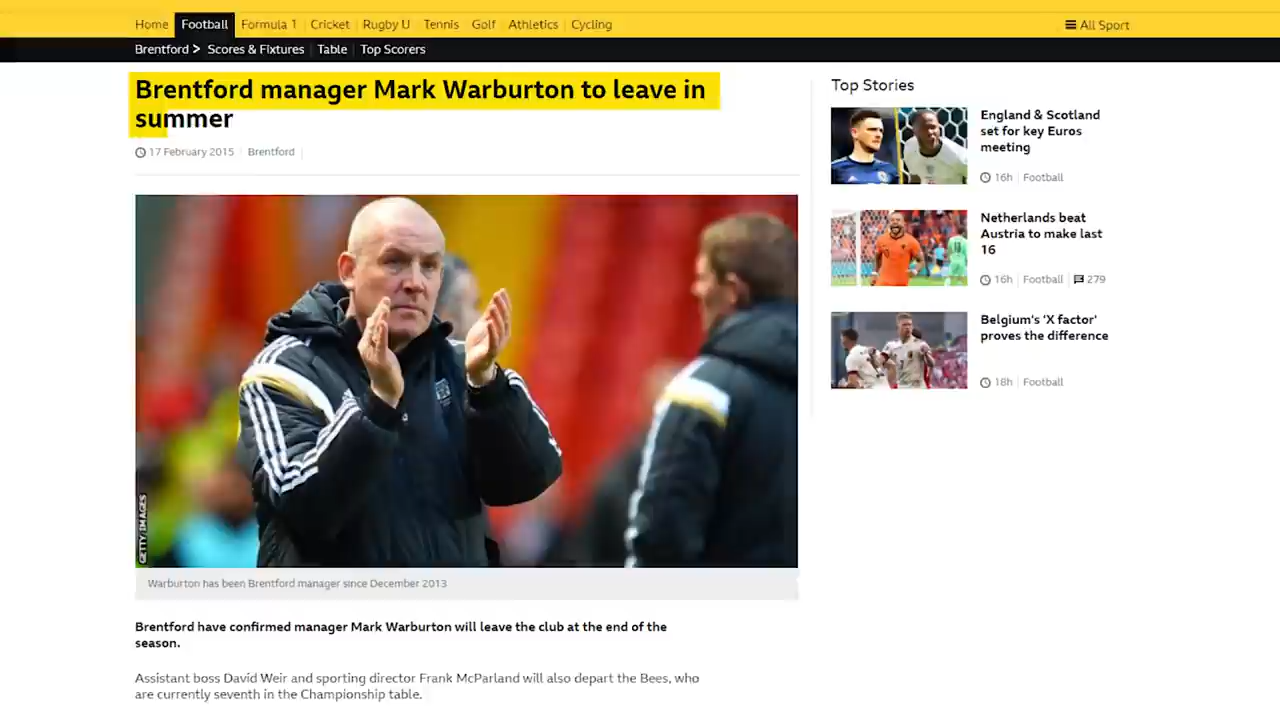 Home Football Formula 1 Cricket Rugby U Tennis Golf Athletics Cycling All Sport
Brentford > Scores & Fixtures Table Top Scorers
Brentford manager Mark Warburton to leave in
summer
17 February 2015 Brentford
GETTY IMAGES
Warburton has been Brentford manager since December 2013
Brentford have confirmed manager Mark Warburton will leave the club at the end of the
season.
Assistant boss David Weir and sporting director Frank McParland will also depart the Bees, who
are currently seventh in the Championship table.
Top Stories
England & Scotland
set for key Euros
meeting
16h Football
Netherlands beat
Austria to make last
16
16h Football 279
Belgium's 'X factor'
proves the difference
18h Football